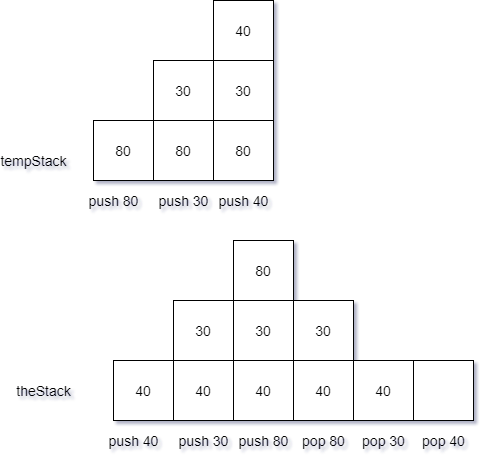 40
30 30
80 80 80
tempStack
push 80 push 30 push 40
80
30 30 30
theStack 40 40 40 40 40
push 40 push 30 push 80 pop 80 pop 30 pop 40